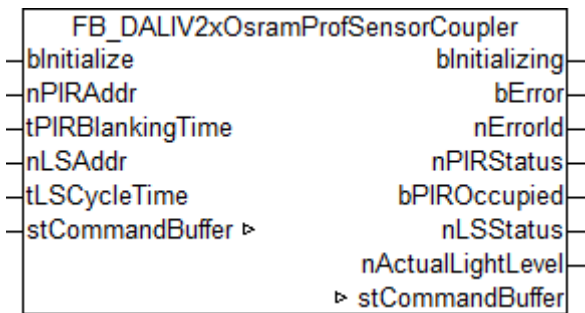 FB_DALIV2xOsramProfSensorCoupler
bInitialize bInitializing
nPIRAddr bError
tPIRBlankingTime nErrorId
nLSAddr nPIRStatus
tLSCycleTime bPIROccupied
stCommandBuffer ▹ nLSStatus
nActualLightLevel
▹ stCommandBuffer